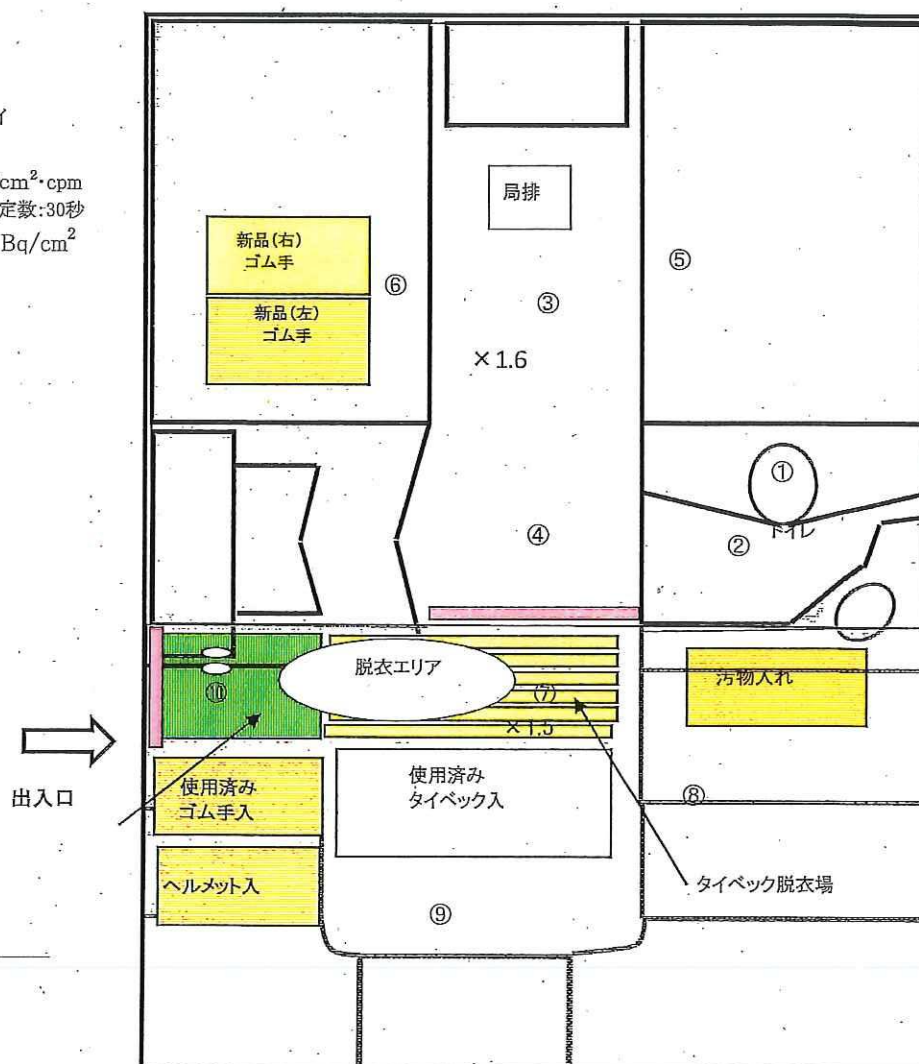 イ
cm²・cpm
定数:30秒
Bq/cm²
局排
新品(右)
ゴム手
⑥
⑤
新品(左)
ゴム手
③
×1.6
①
④
②
トイレ
脱衣エリア
⑩
⑦
汚物入れ
×1.5
使用済み
タイベック入
使用済み
ゴム手入
⑧
出入口
ヘルメット入
タイベック脱衣場
⑨